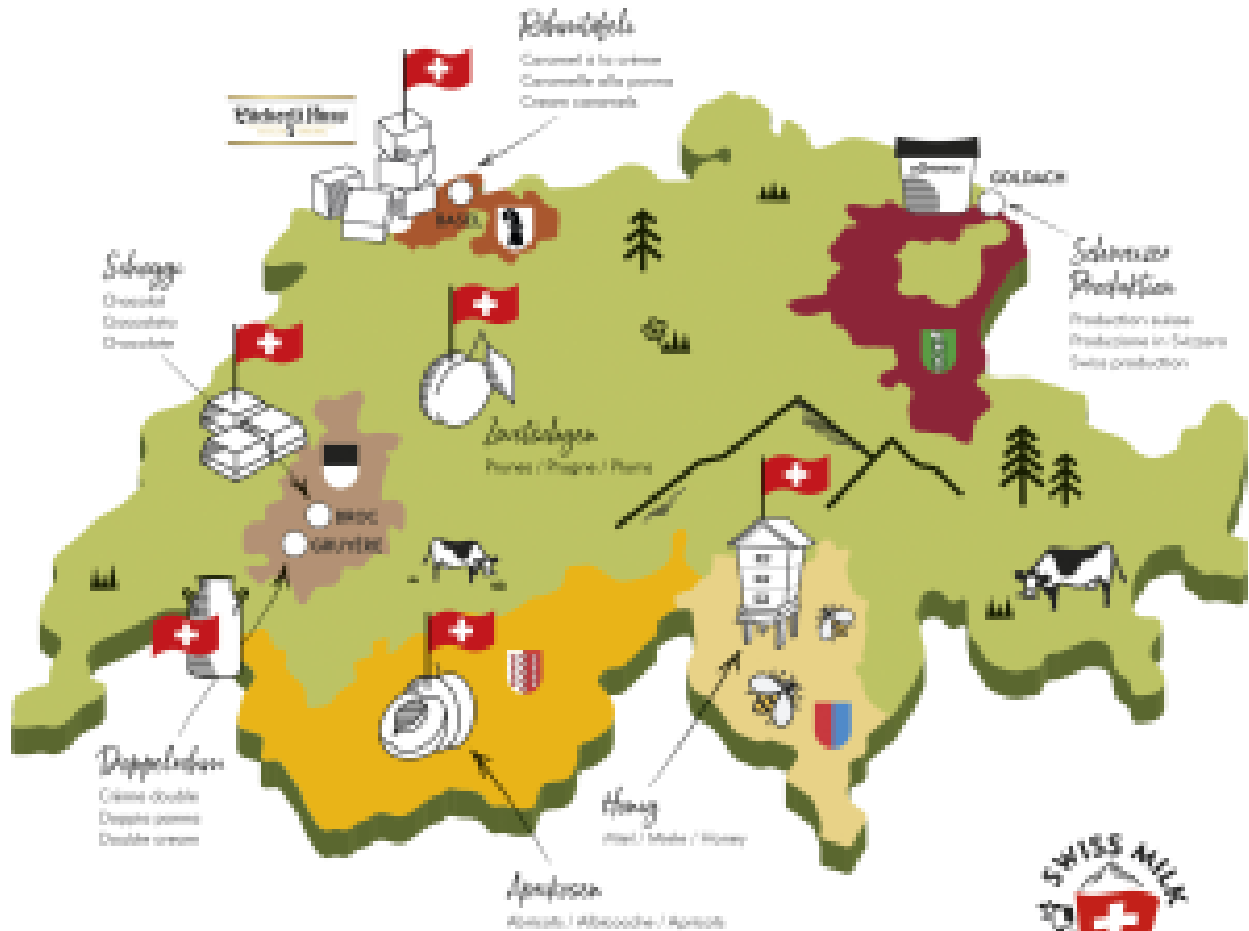 Rahmtäfeli
Caramel à la crème
Caramelle alla panna
Cream caramels
BASEL
GOLDACH
Schweizer
Produktion
Production suisse
Produzione in Svizzera
Swiss production
Schoggi
Chocolat
Cioccolato
Chocolate
Zwetschgen
Prunes / Prugne / Plums
BROC
GRUYÈRE
Doppelrahm
Crème double
Doppia panna
Double cream
Honig
Miel / Miele / Honey
Aprikosen
Abricots / Albicocche / Apricots
SWISS MILK